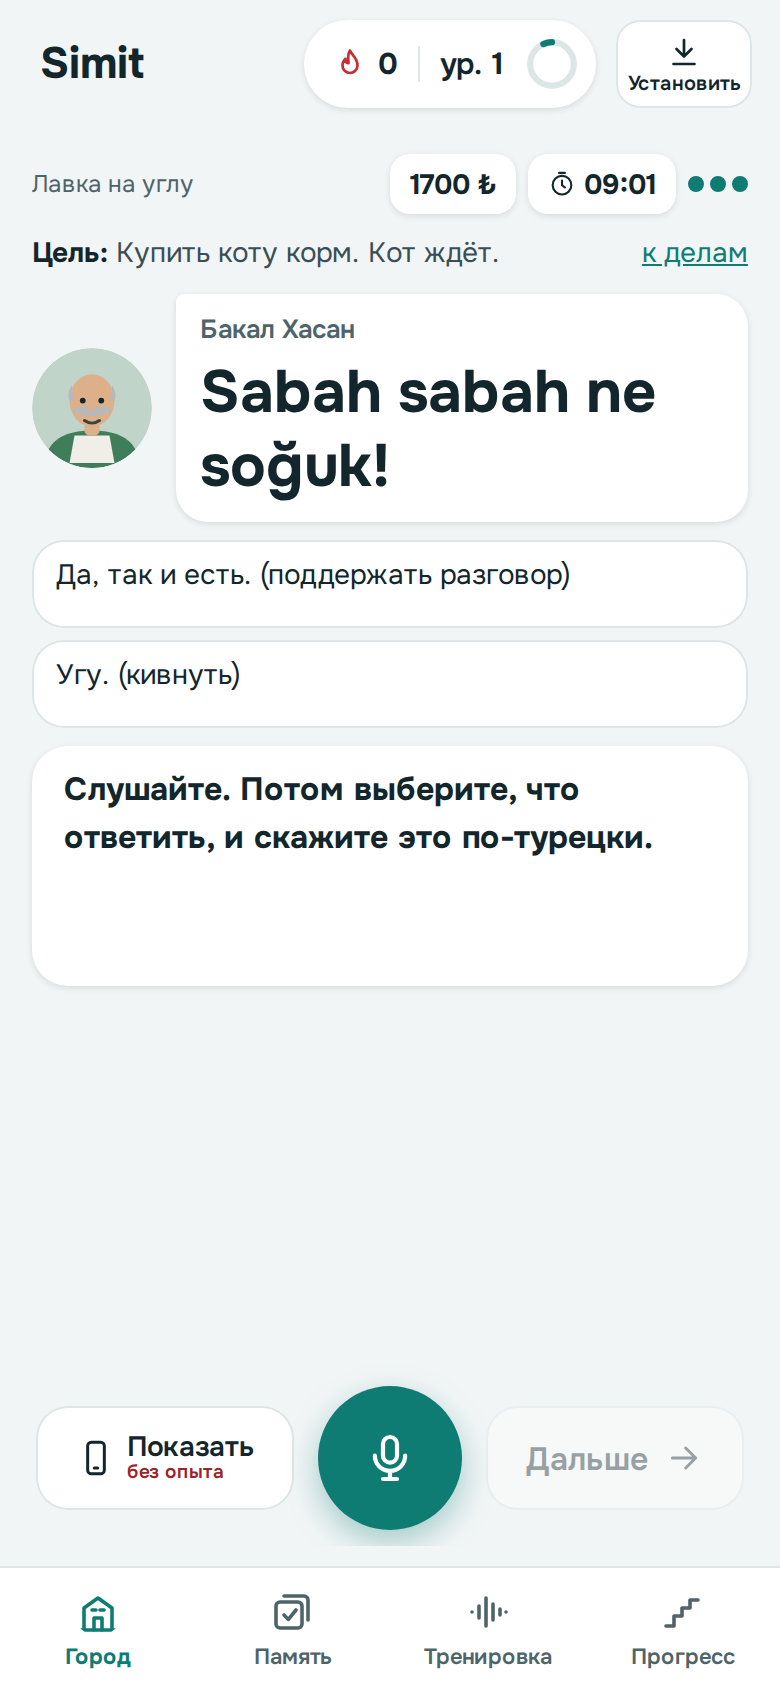 Simit
0
ур. 1
Установить
Лавка на углу
1700 ₺
09:01
Цель: Купить коту корм. Кот ждёт.
к делам
Бакал Хасан
Sabah sabah ne
soğuk!
Да, так и есть. (поддержать разговор)
Угу. (кивнуть)
Слушайте. Потом выберите, что
ответить, и скажите это по-турецки.
Показать
без опыта
Дальше
Город
Память
Тренировка
Прогресс